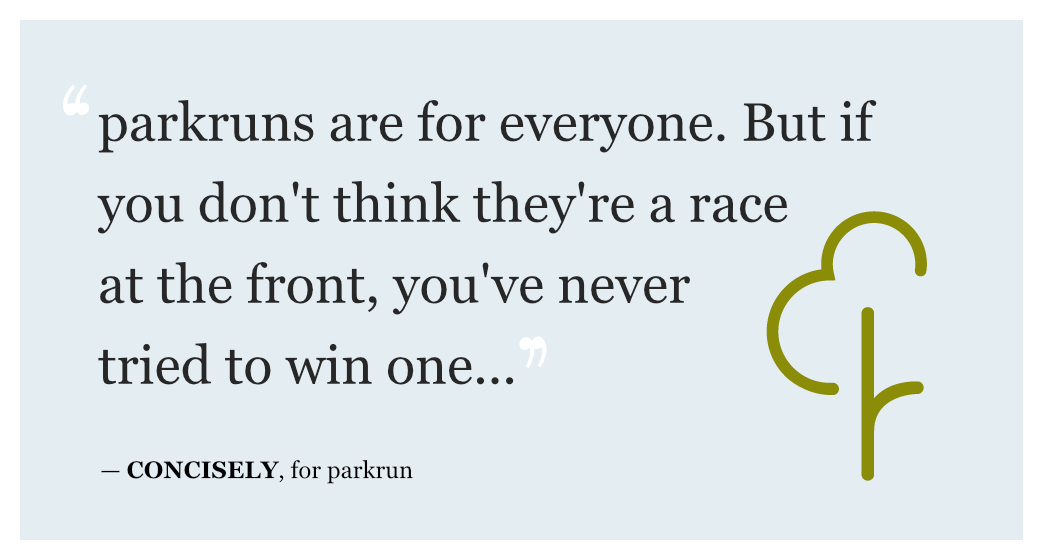 “parkruns are for everyone. But if
you don't think they're a race
at the front, you've never
tried to win one...”
— CONCISELY, for parkrun